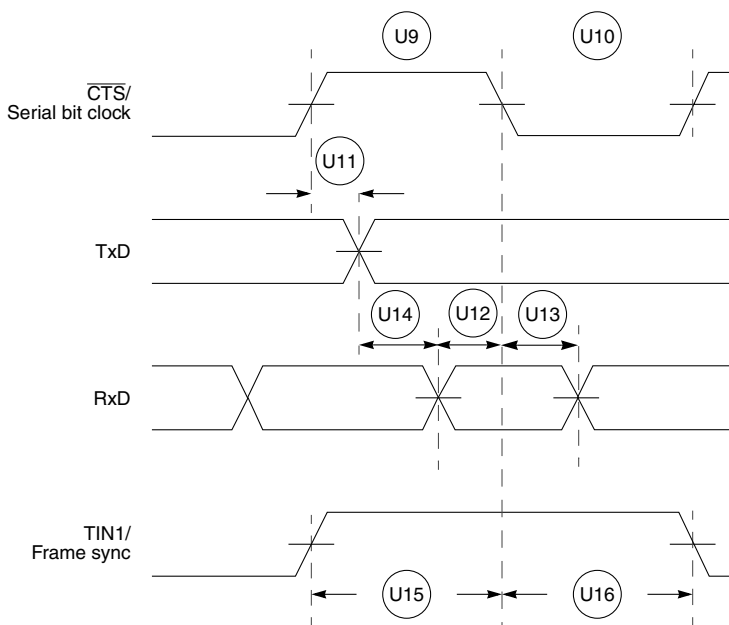 U9
U10
CTS/
Serial bit clock
U11
TxD
U14
U12
U13
RxD
TIN1/
Frame sync
U15
U16